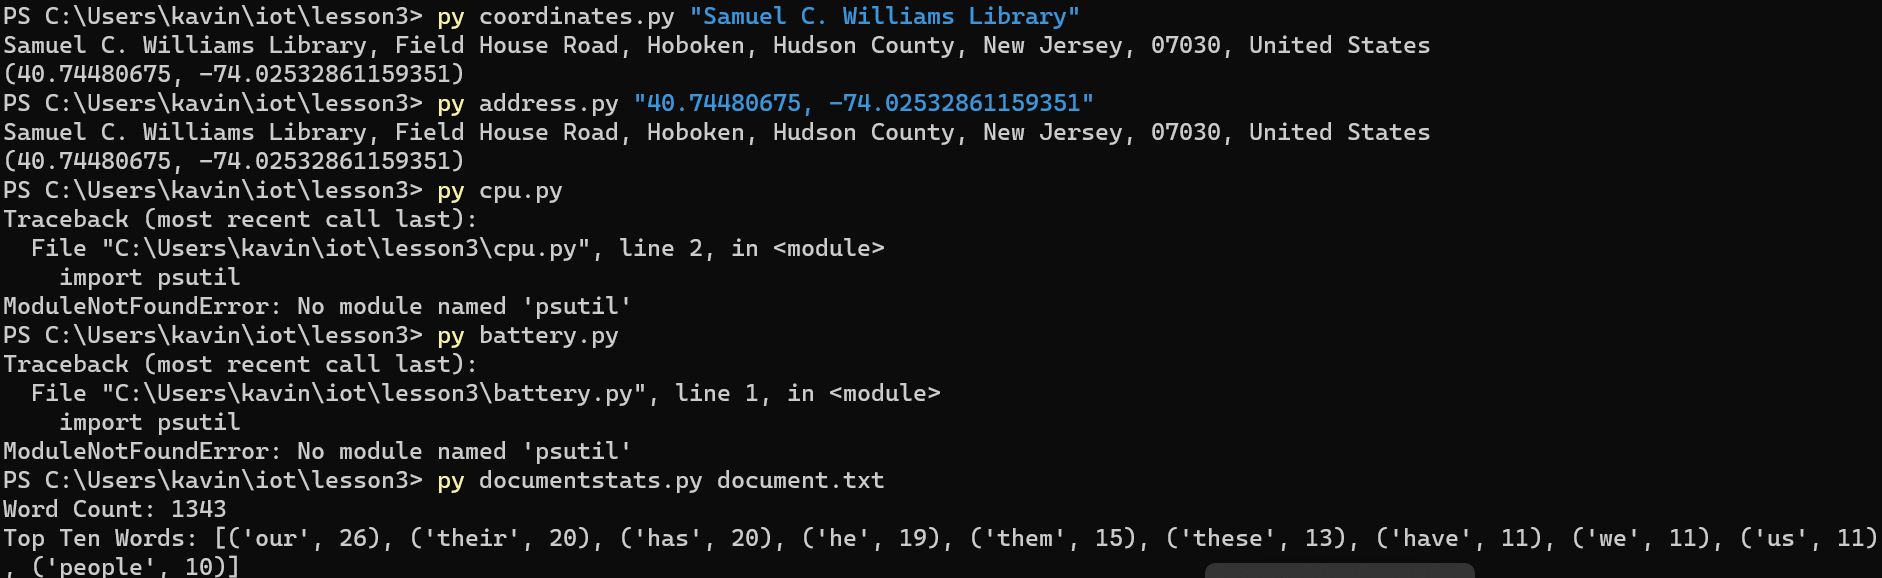 PS C:\Users\kavin\iot\lesson3> py coordinates.py "Samuel C. Williams Library"
Samuel C. Williams Library, Field House Road, Hoboken, Hudson County, New Jersey, 07030, United States
(40.74480675, -74.02532861159351)
PS C:\Users\kavin\iot\lesson3> py address.py "40.74480675, -74.02532861159351"
Samuel C. Williams Library, Field House Road, Hoboken, Hudson County, New Jersey, 07030, United States
(40.74480675, -74.02532861159351)
PS C:\Users\kavin\iot\lesson3> py cpu.py
Traceback (most recent call last):
  File "C:\Users\kavin\iot\lesson3\cpu.py", line 2, in <module>
    import psutil
ModuleNotFoundError: No module named 'psutil'
PS C:\Users\kavin\iot\lesson3> py battery.py
Traceback (most recent call last):
  File "C:\Users\kavin\iot\lesson3\battery.py", line 1, in <module>
    import psutil
ModuleNotFoundError: No module named 'psutil'
PS C:\Users\kavin\iot\lesson3> py documentstats.py document.txt
Word Count: 1343
Top Ten Words: [('our', 26), ('their', 20), ('has', 20), ('he', 19), ('them', 15), ('these', 13), ('have', 11), ('we', 11), ('us', 11)
, ('people', 10)]